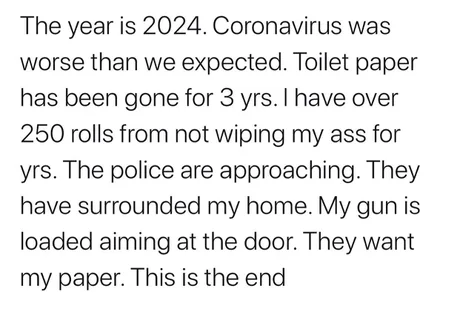 The year is 2024. Coronavirus was
worse than we expected. Toilet paper
has been gone for 3 yrs. I have over
250 rolls from not wiping my ass for
yrs. The police are approaching. They
have surrounded my home. My gun is
loaded aiming at the door. They want
my paper. This is the end